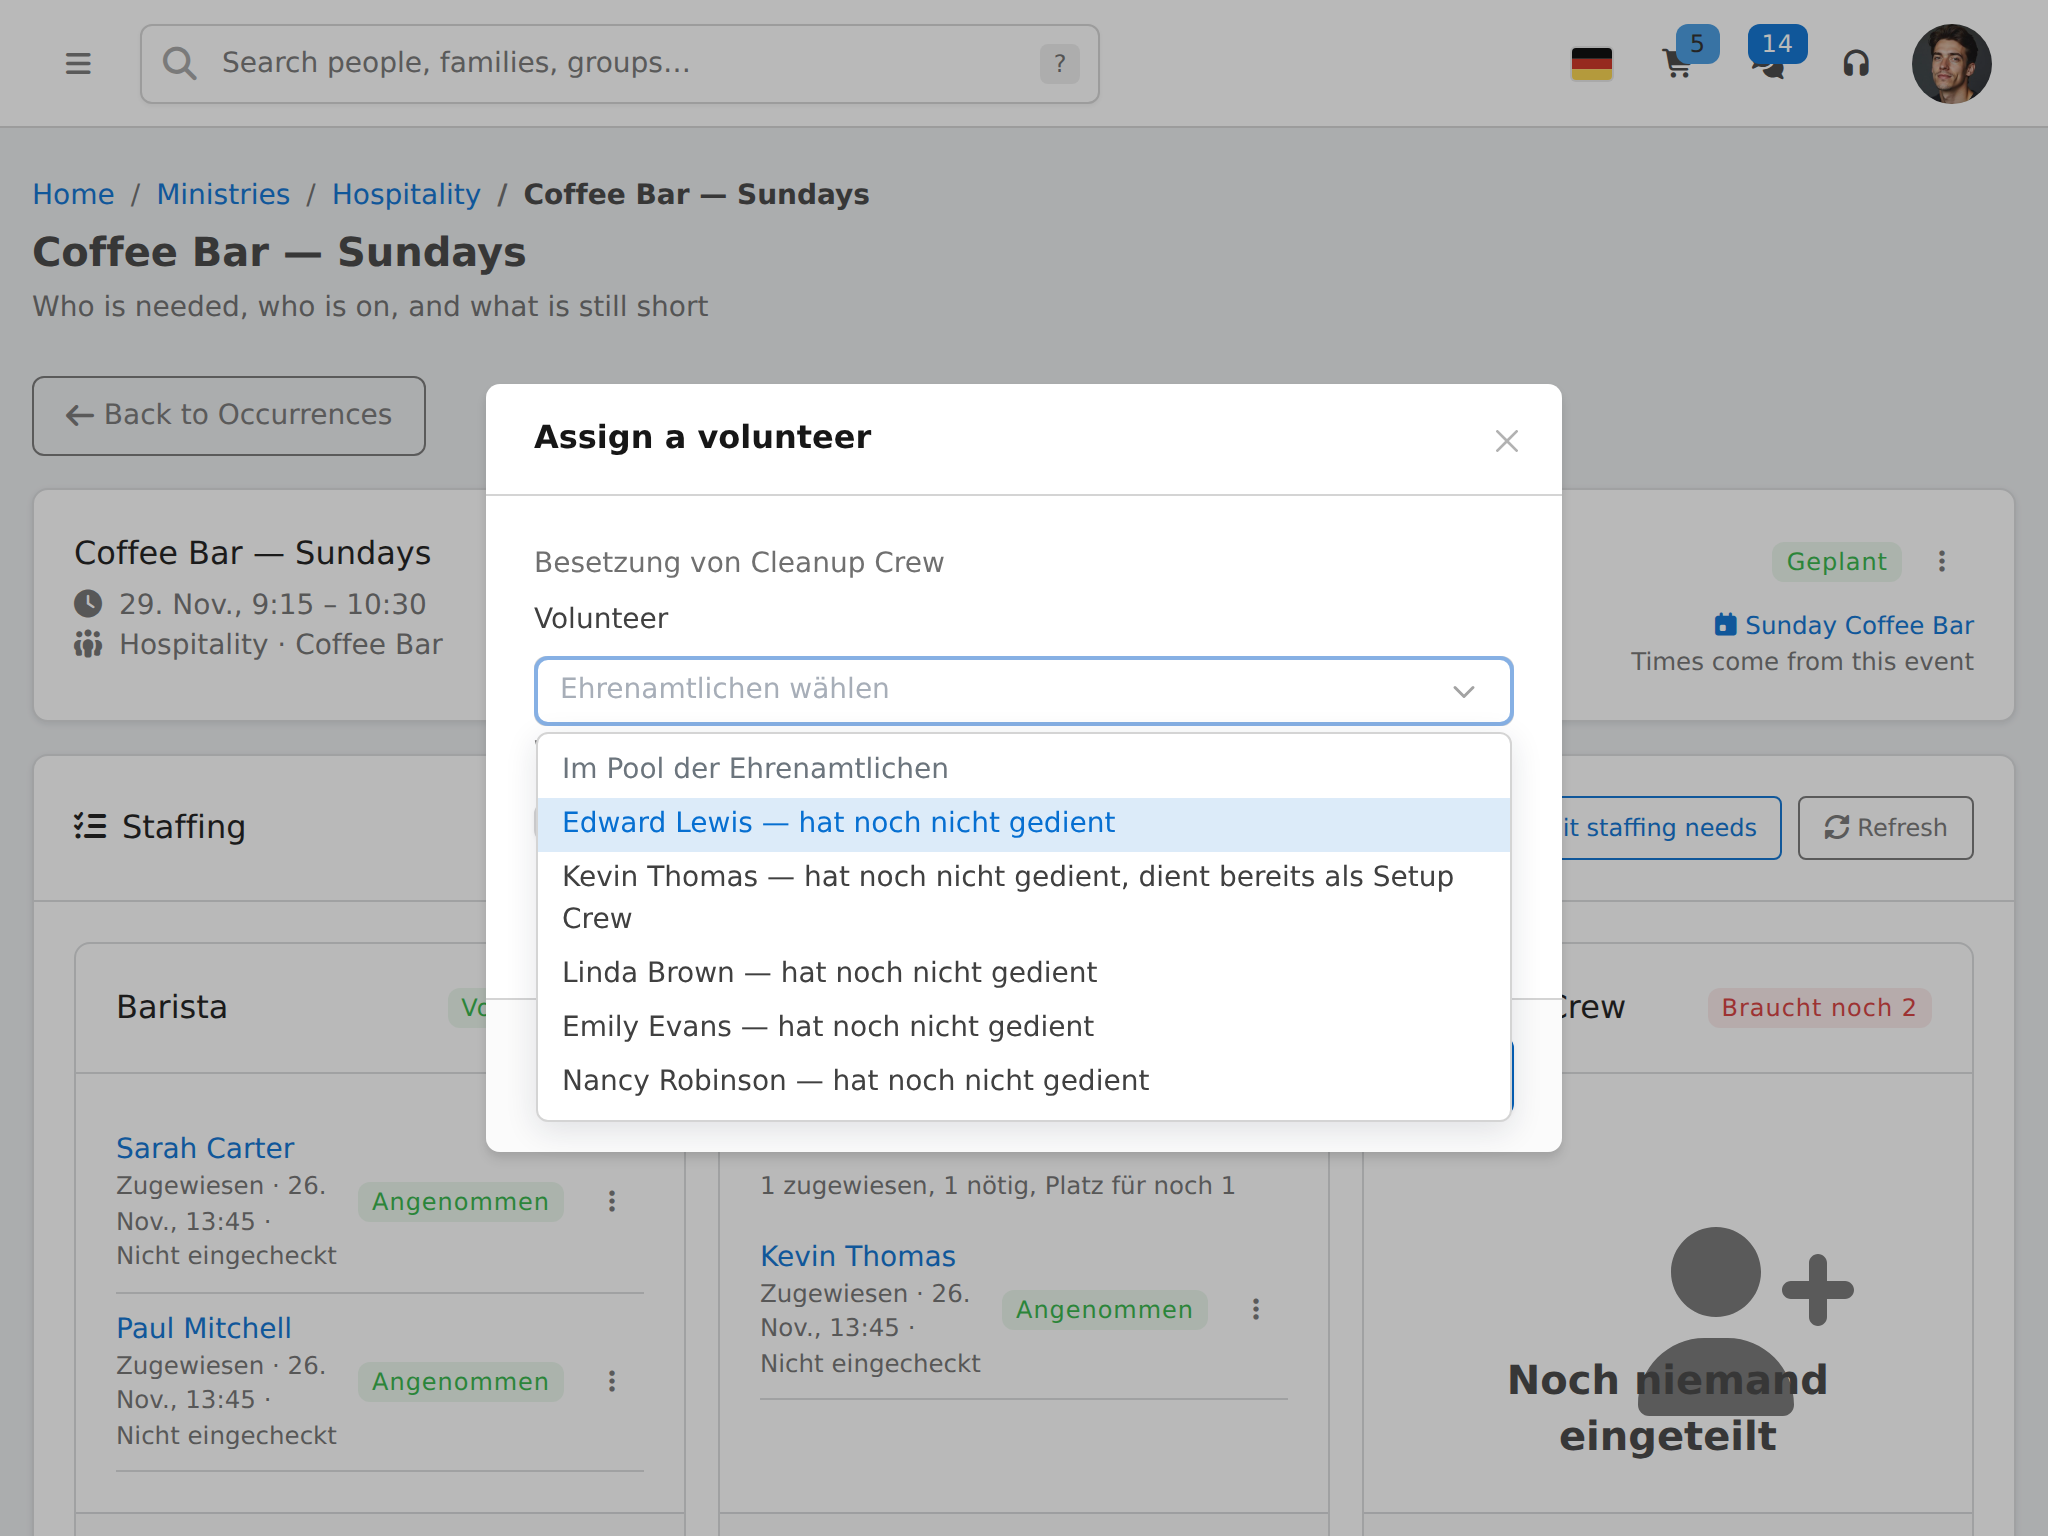 Search people, families, groups...
?
5
14
Home / Ministries / Hospitality / Coffee Bar — Sundays
Coffee Bar — Sundays
Who is needed, who is on, and what is still short
Back to Occurrences
Assign a volunteer
Besetzung von Cleanup Crew
Volunteer
Ehrenamtlichen wählen
Im Pool der Ehrenamtlichen
Edward Lewis — hat noch nicht gedient
Kevin Thomas — hat noch nicht gedient, dient bereits als Setup
Crew
Linda Brown — hat noch nicht gedient
Emily Evans — hat noch nicht gedient
Nancy Robinson — hat noch nicht gedient
Coffee Bar — Sundays
29. Nov., 9:15 – 10:30
Hospitality · Coffee Bar
Geplant
Sunday Coffee Bar
Times come from this event
Staffing
staffing needs
Refresh
Barista
Sarah Carter
Zugewiesen · 26.
Nov., 13:45 ·
Nicht eingecheckt
Angenommen
Paul Mitchell
Zugewiesen · 26.
Nov., 13:45 ·
Nicht eingecheckt
Angenommen
1 zugewiesen, 1 nötig, Platz für noch 1
Kevin Thomas
Zugewiesen · 26.
Nov., 13:45 ·
Nicht eingecheckt
Angenommen
Crew
Braucht noch 2
Noch niemand
eingeteilt